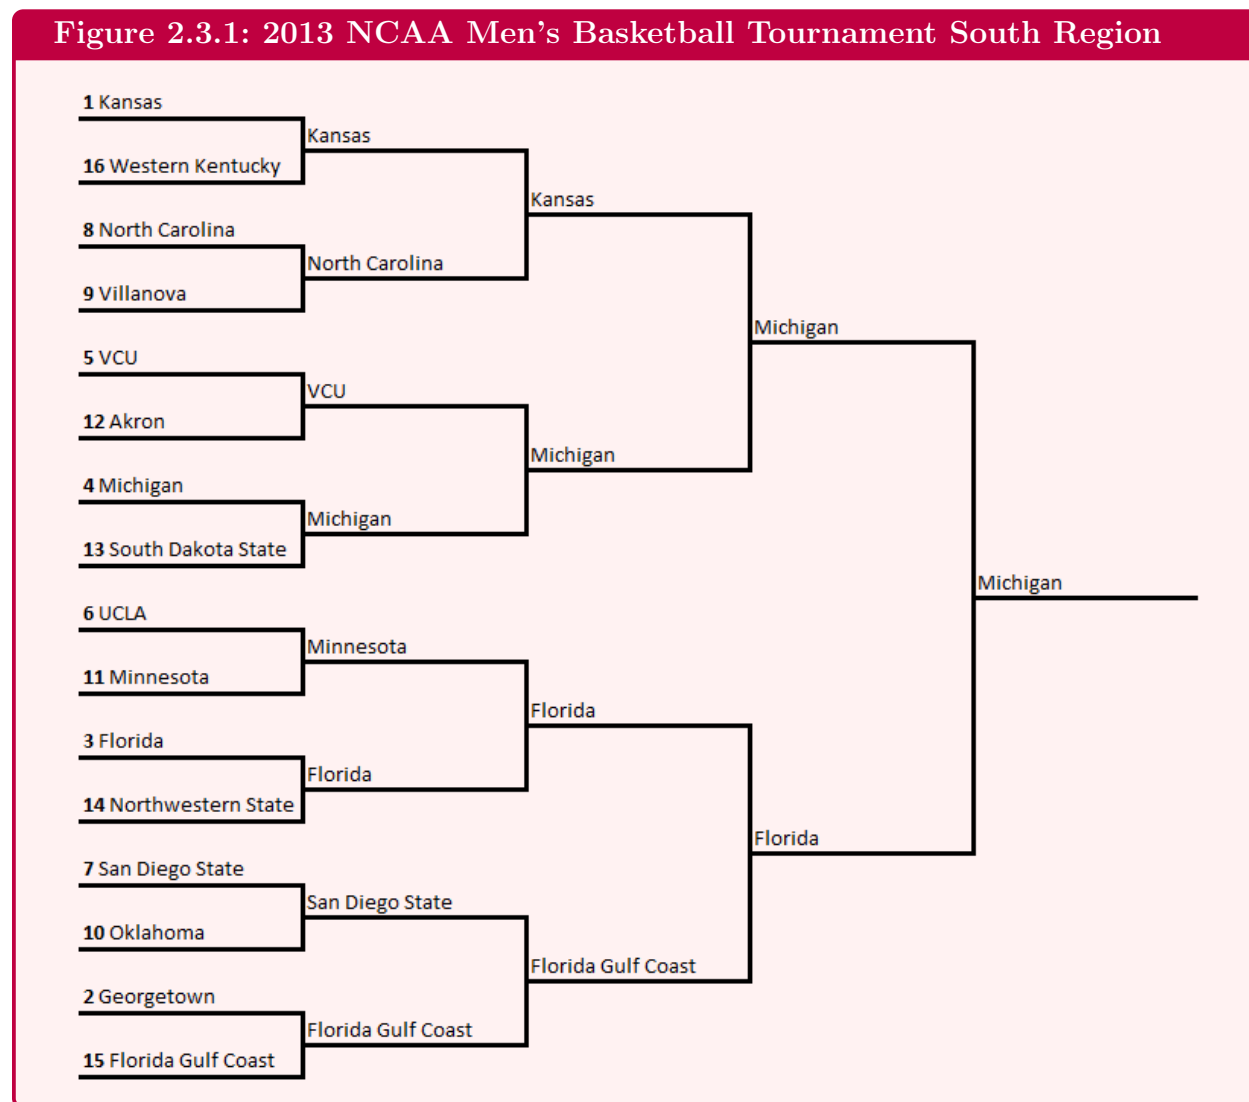 Figure 2.3.1: 2013 NCAA Men's Basketball Tournament South Region
1 Kansas
Kansas
16 Western Kentucky
Kansas
8 North Carolina
North Carolina
9 Villanova
Michigan
5 VCU
VCU
12 Akron
Michigan
4 Michigan
Michigan
13 South Dakota State
Michigan
6 UCLA
Minnesota
11 Minnesota
Florida
3 Florida
Florida
14 Northwestern State
Florida
7 San Diego State
San Diego State
10 Oklahoma
Florida Gulf Coast
2 Georgetown
Florida Gulf Coast
15 Florida Gulf Coast